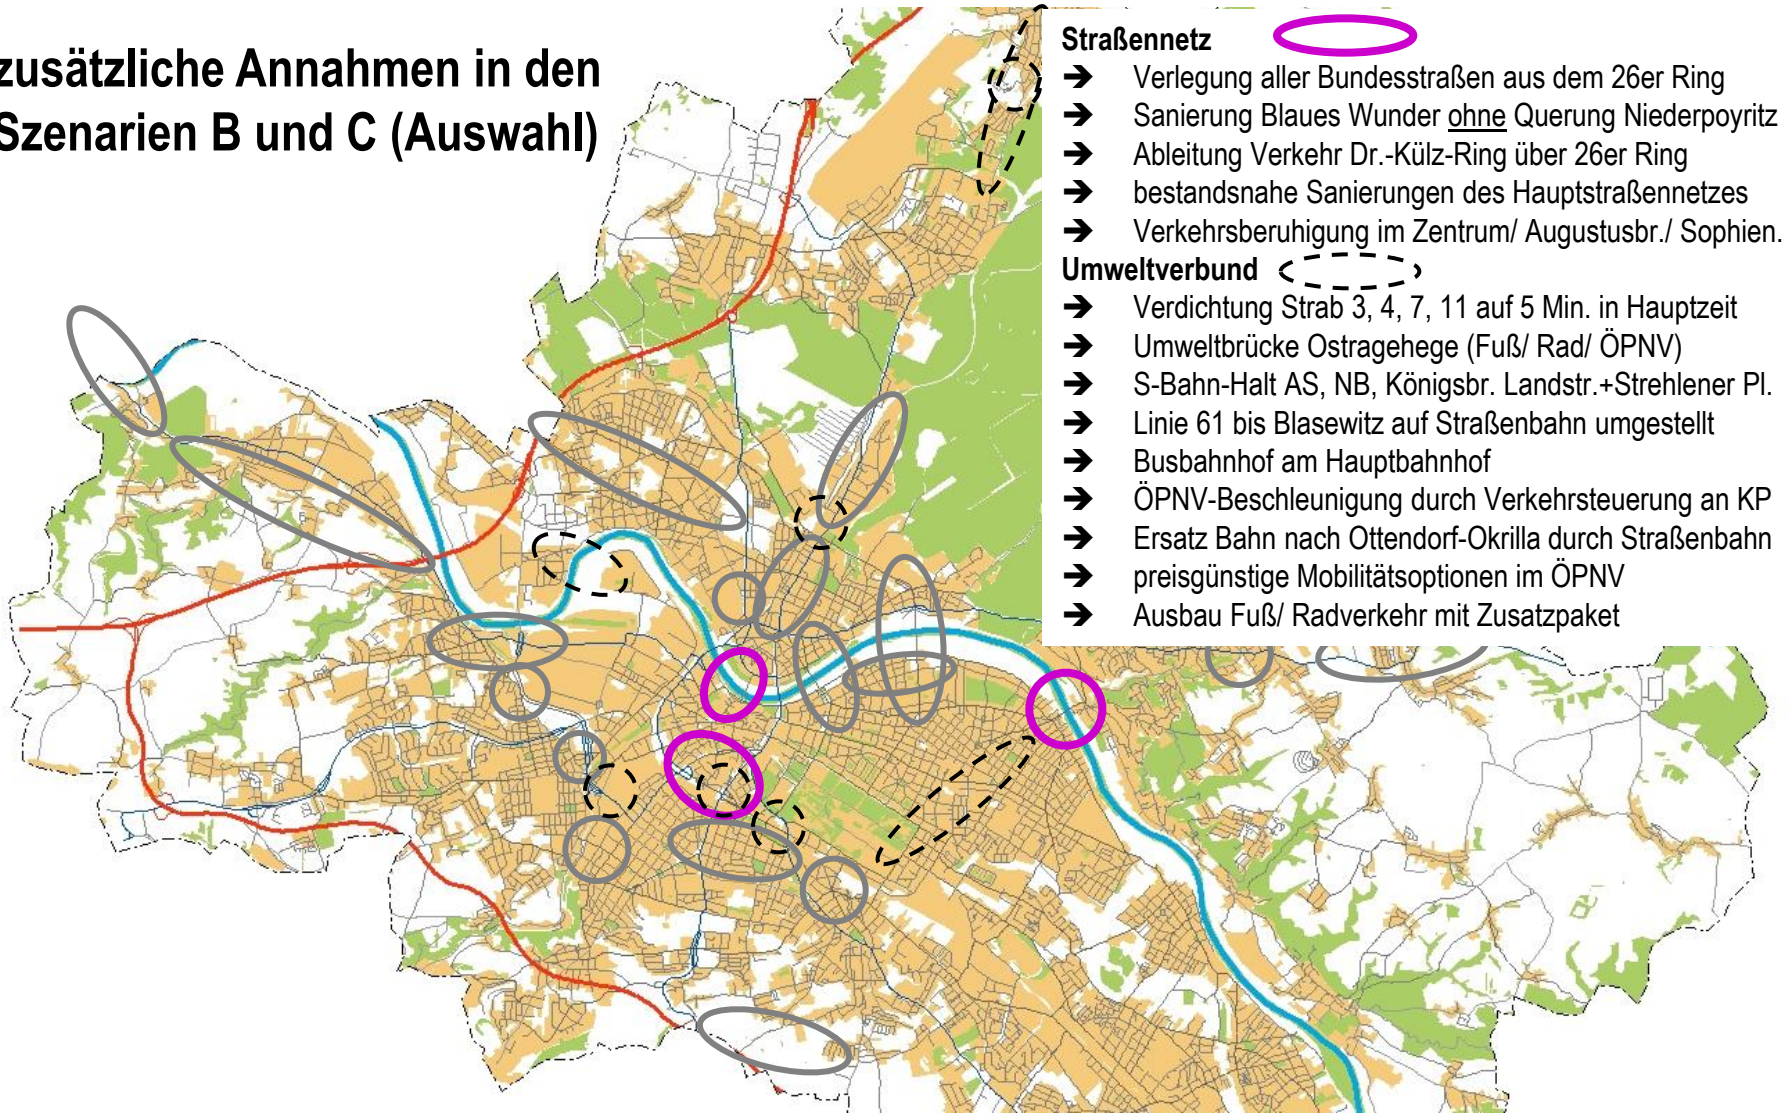 zusätzliche Annahmen in den
Szenarien B und C (Auswahl)
Straßennetz
➔ Verlegung aller Bundesstraßen aus dem 26er Ring
➔ Sanierung Blaues Wunder ohne Querung Niederpoyritz
➔ Ableitung Verkehr Dr.-Külz-Ring über 26er Ring
➔ bestandsnahe Sanierungen des Hauptstraßennetzes
➔ Verkehrsberuhigung im Zentrum/ Augustusbr./ Sophien.
Umweltverbund
➔ Verdichtung Strab 3, 4, 7, 11 auf 5 Min. in Hauptzeit
➔ Umweltbrücke Ostragehege (Fuß/ Rad/ ÖPNV)
➔ S-Bahn-Halt AS, NB, Königsbr. Landstr.+Strehlener Pl.
➔ Linie 61 bis Blasewitz auf Straßenbahn umgestellt
➔ Busbahnhof am Hauptbahnhof
➔ ÖPNV-Beschleunigung durch Verkehrsteuerung an KP
➔ Ersatz Bahn nach Ottendorf-Okrilla durch Straßenbahn
➔ preisgünstige Mobilitätsoptionen im ÖPNV
➔ Ausbau Fuß/ Radverkehr mit Zusatzpaket